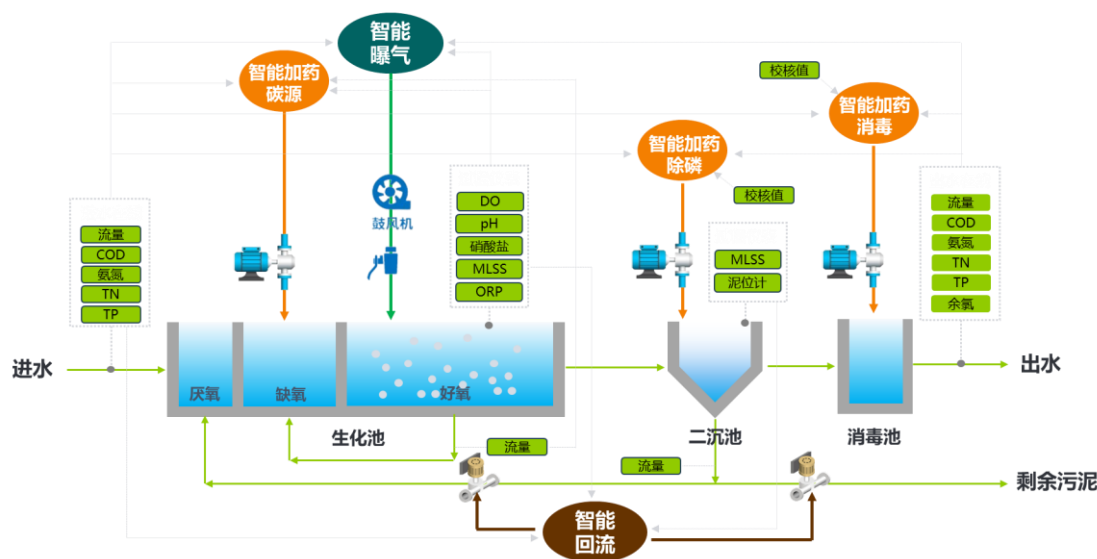 智能
曝气
智能加药
碳源
校核值
智能加药
消毒
智能加药
除磷
校核值
鼓风机
流量
COD
氨氮
TN
TP
DO
pH
硝酸盐
MLSS
ORP
MLSS
泥位计
流量
COD
氨氮
TN
TP
余氯
进水
厌氧
缺氧
好氧
出水
生化池
二沉池
消毒池
流量
流量
剩余污泥
智能
回流